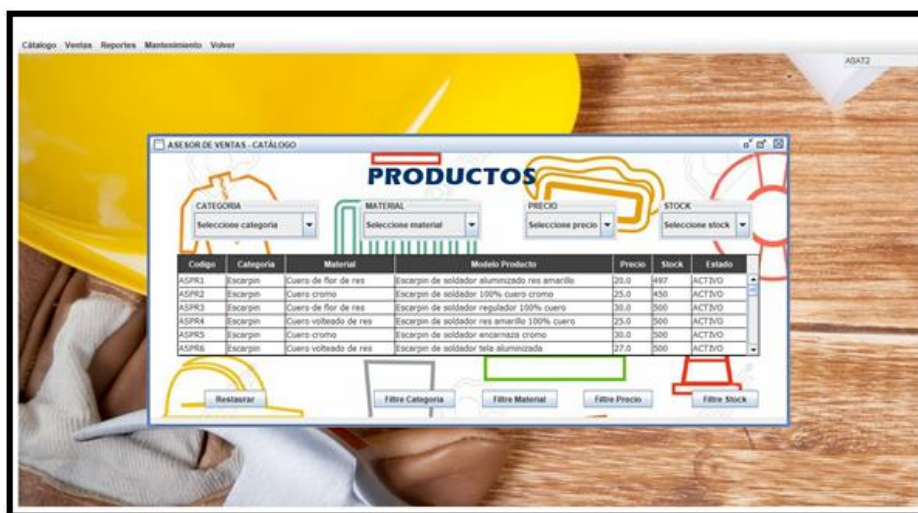 Cátalogo Ventas Reportes Mantenimiento Volver
ASAT2
ASESOR DE VENTAS - CATÁLOGO
PRODUCTOS
CATEGORIA MATERIAL PRECIO STOCK
Seleccione categoria Seleccione material Seleccione precio Seleccione stock
Codigo Categoria Material Modelo Producto Precio Stock Estado
ASPR1 Escarpin Cuero de flor de res Escarpin de soldador aluminizado res amarillo 20.0 497 ACTIVO
ASPR2 Escarpin Cuero cromo Escarpin de soldador 100% cuero cromo 25.0 450 ACTIVO
ASPR3 Escarpin Cuero de flor de res Escarpin de soldador regulador 100% cuero 30.0 500 ACTIVO
ASPR4 Escarpin Cuero volteado de res Escarpin de soldador res amarillo 100% cuero 25.0 500 ACTIVO
ASPR5 Escarpin Cuero cromo Escarpin de soldador encarnaza cromo 30.0 500 ACTIVO
ASPR6 Escarpin Cuero volteado de res Escarpin de soldador tela aluminizada 27.0 500 ACTIVO
Restaurar Filtre Categoria Filtre Material Filtre Precio Filtre Stock